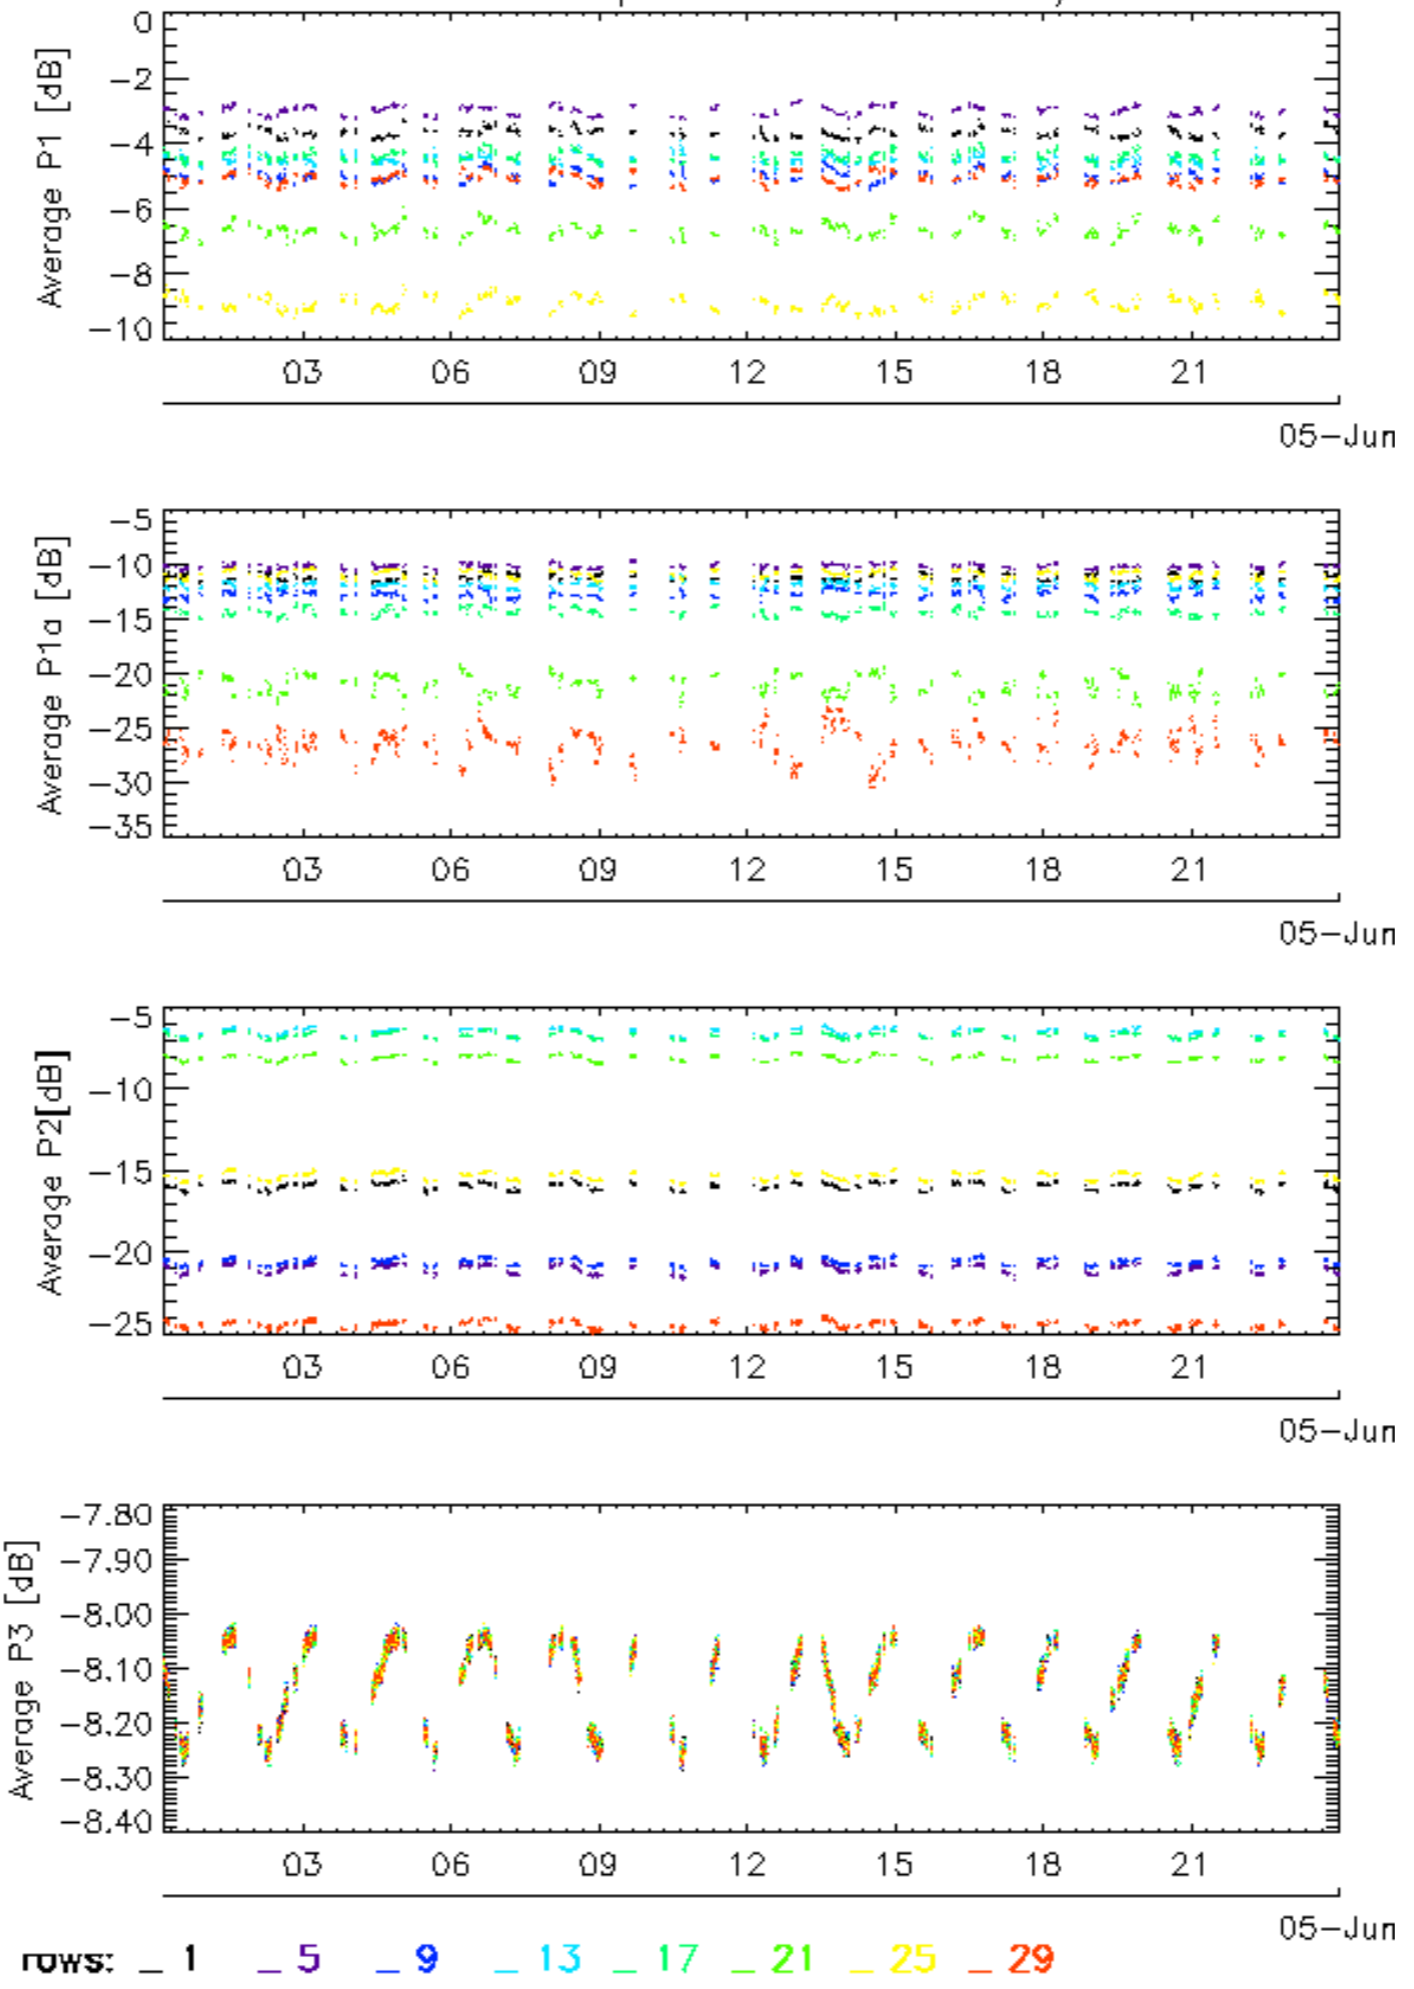 0
−2
−4
−6
−8
−10
Average P1 [dB]
03 06 09 12 15 18 21
05−Jun
−5
−10
−15
−20
−25
−30
−35
Average P1a [dB]
03 06 09 12 15 18 21
05−Jun
−5
−10
−15
−20
−25
Average P2[dB]
03 06 09 12 15 18 21
05−Jun
−7.80
−7.90
−8.00
−8.10
−8.20
−8.30
−8.40
Average P3 [dB]
03 06 09 12 15 18 21
05−Jun
rows: _ 1 _ 5 _ 9 _ 13 _ 17 _ 21 _ 25 _ 29